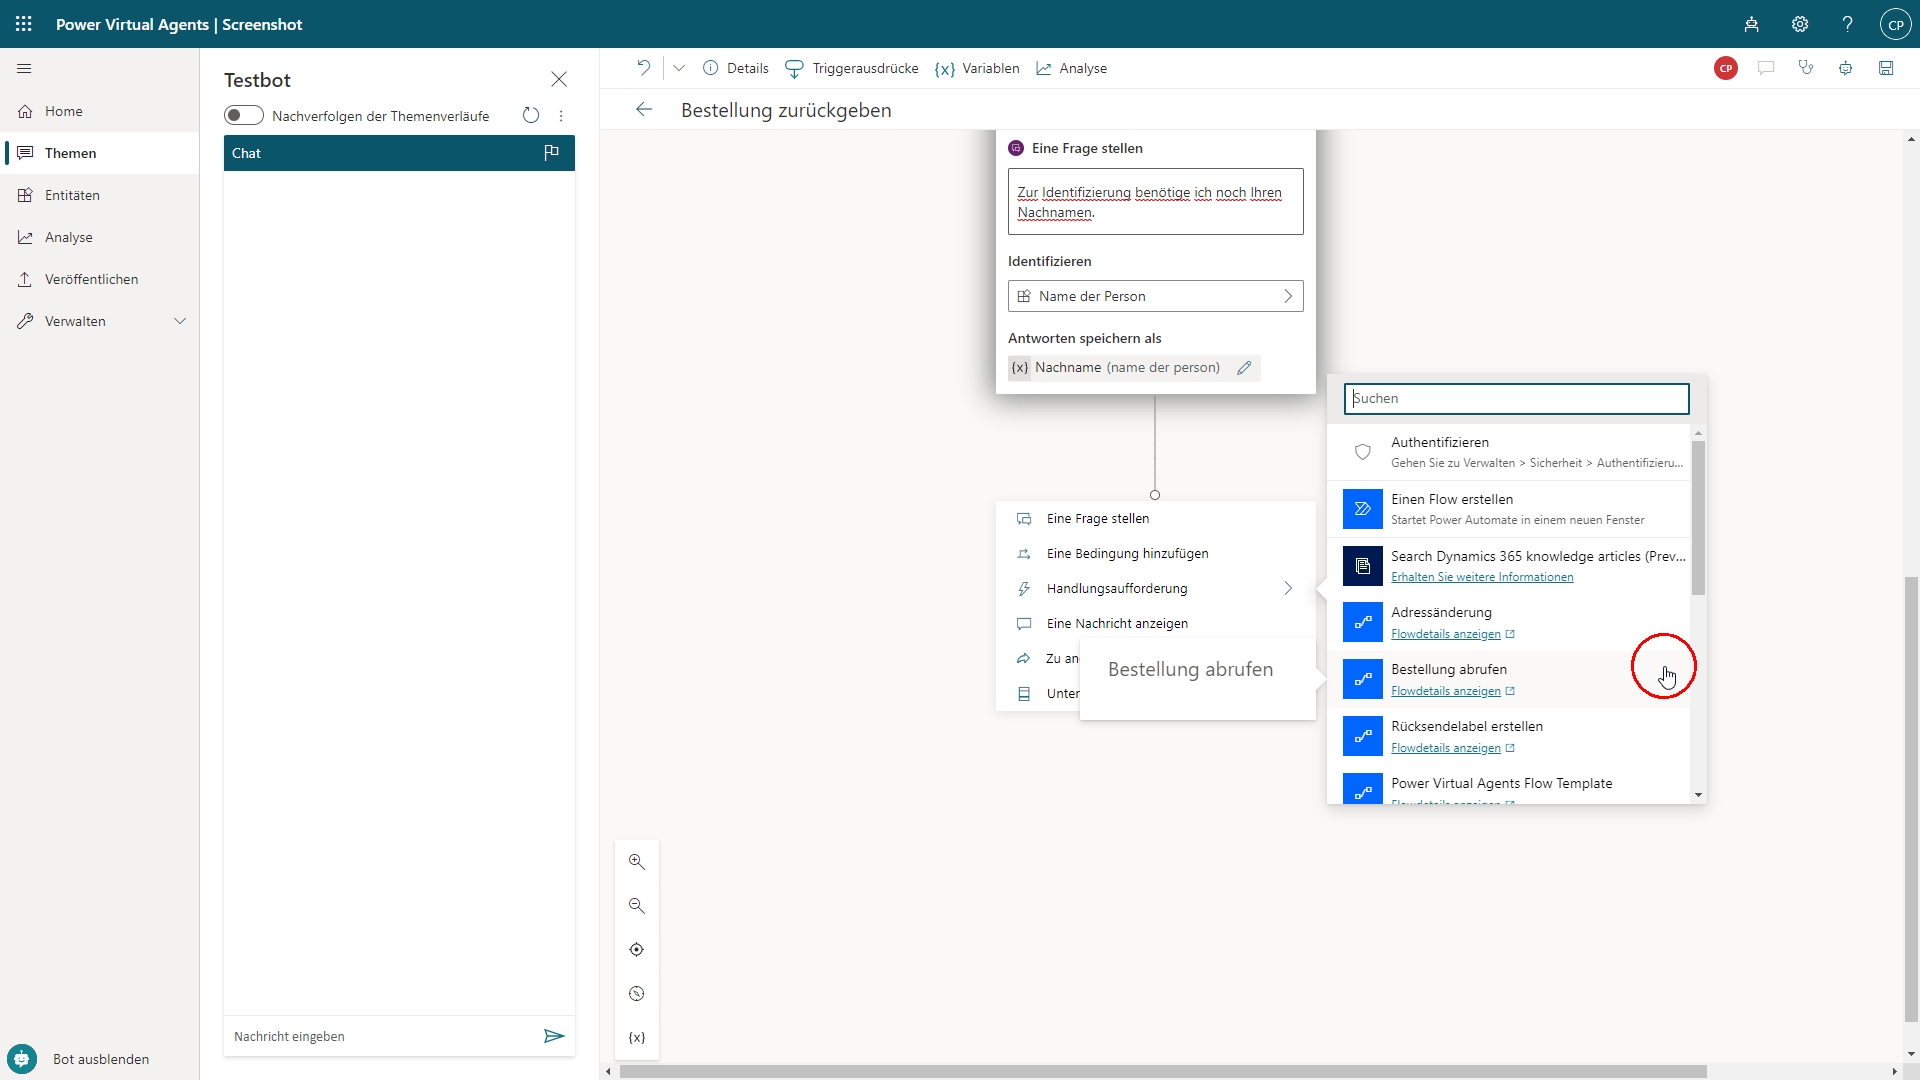 Power Virtual Agents | Screenshot
CP
Home
Themen
Entitäten
Analyse
Veröffentlichen
Verwalten
Bot ausblenden
Testbot
Nachverfolgen der Themenverläufe
Chat
Nachricht eingeben
Details
Triggerausdrücke
{x} Variablen
Analyse
CP
Bestellung zurückgeben
Eine Frage stellen
Zur Identifizierung benötige ich noch Ihren
Nachnamen.
Identifizieren
Name der Person
Antworten speichern als
{x} Nachname (name der person)
Eine Frage stellen
Eine Bedingung hinzufügen
Handlungsaufforderung
Eine Nachricht anzeigen
Zu an
Unter
Bestellung abrufen
Suchen
Authentifizieren
Gehen Sie zu Verwalten > Sicherheit > Authentifizieru...
Einen Flow erstellen
Startet Power Automate in einem neuen Fenster
Search Dynamics 365 knowledge articles (Prev...
Erhalten Sie weitere Informationen
Adressänderung
Flowdetails anzeigen
Bestellung abrufen
Flowdetails anzeigen
Rücksendelabel erstellen
Flowdetails anzeigen
Power Virtual Agents Flow Template
Flowdetails anzeigen
{x}